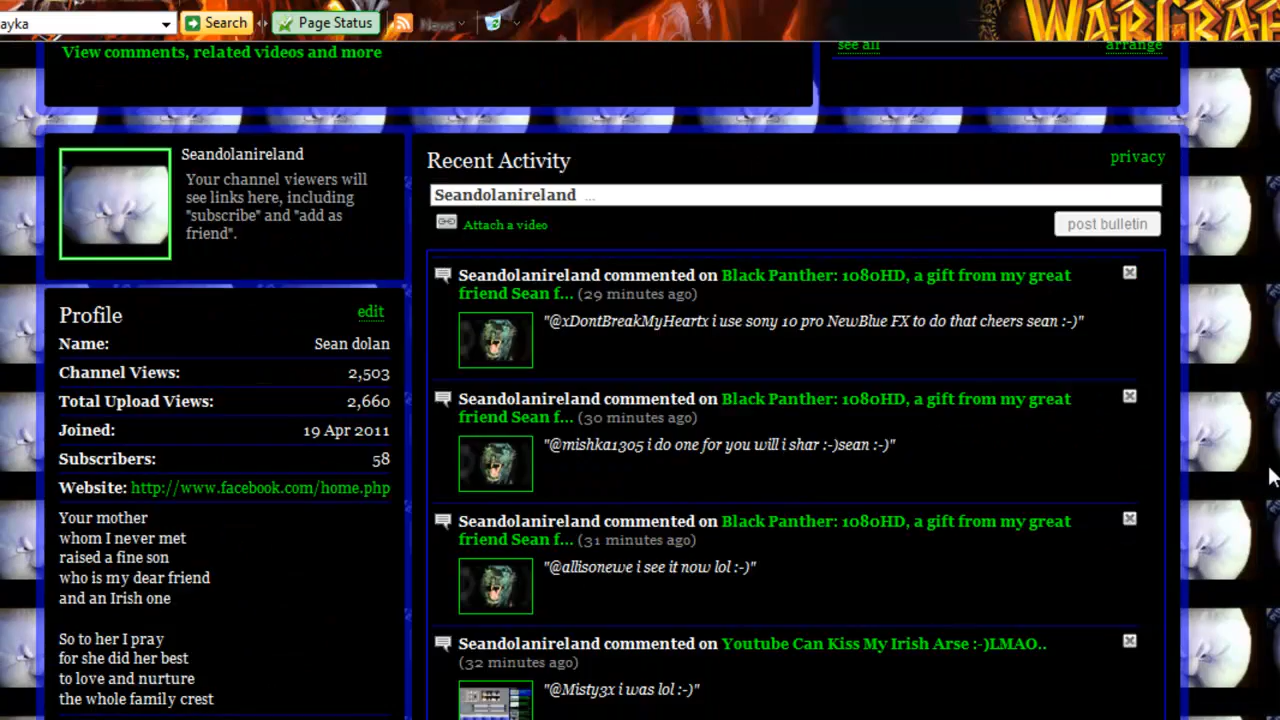 ayka
Search
Page Status
News
WARCRAF
View comments, related videos and more
see all
arrange
Seandolanireland
Your channel viewers will
see links here, including
"subscribe" and "add as
friend".
Profile
edit
Name:
Sean dolan
Channel Views:
2,503
Total Upload Views:
2,660
Joined:
19 Apr 2011
Subscribers:
58
Website: http://www.facebook.com/home.php
Your mother
whom I never met
raised a fine son
who is my dear friend
and an Irish one
So to her I pray
for she did her best
to love and nurture
the whole family crest
Recent Activity
privacy
Seandolanireland ...
Attach a video
post bulletin
Seandolanireland commented on Black Panther: 1080HD, a gift from my great
friend Sean f... (29 minutes ago)
"@xDontBreakMyHeartx i use sony 10 pro NewBlue FX to do that cheers sean :-)"
Seandolanireland commented on Black Panther: 1080HD, a gift from my great
friend Sean f... (30 minutes ago)
"@mishka1305 i do one for you will i shar :-)sean :-)"
Seandolanireland commented on Black Panther: 1080HD, a gift from my great
friend Sean f... (31 minutes ago)
"@allisonewe i see it now lol :-)"
Seandolanireland commented on Youtube Can Kiss My Irish Arse :-)LMAO..
(32 minutes ago)
"@Misty3x i was lol :-)"